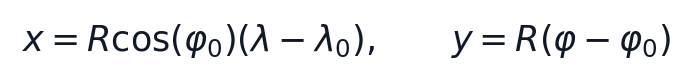 x = Rcos(φ₀)(λ − λ₀),  y = R(φ − φ₀)